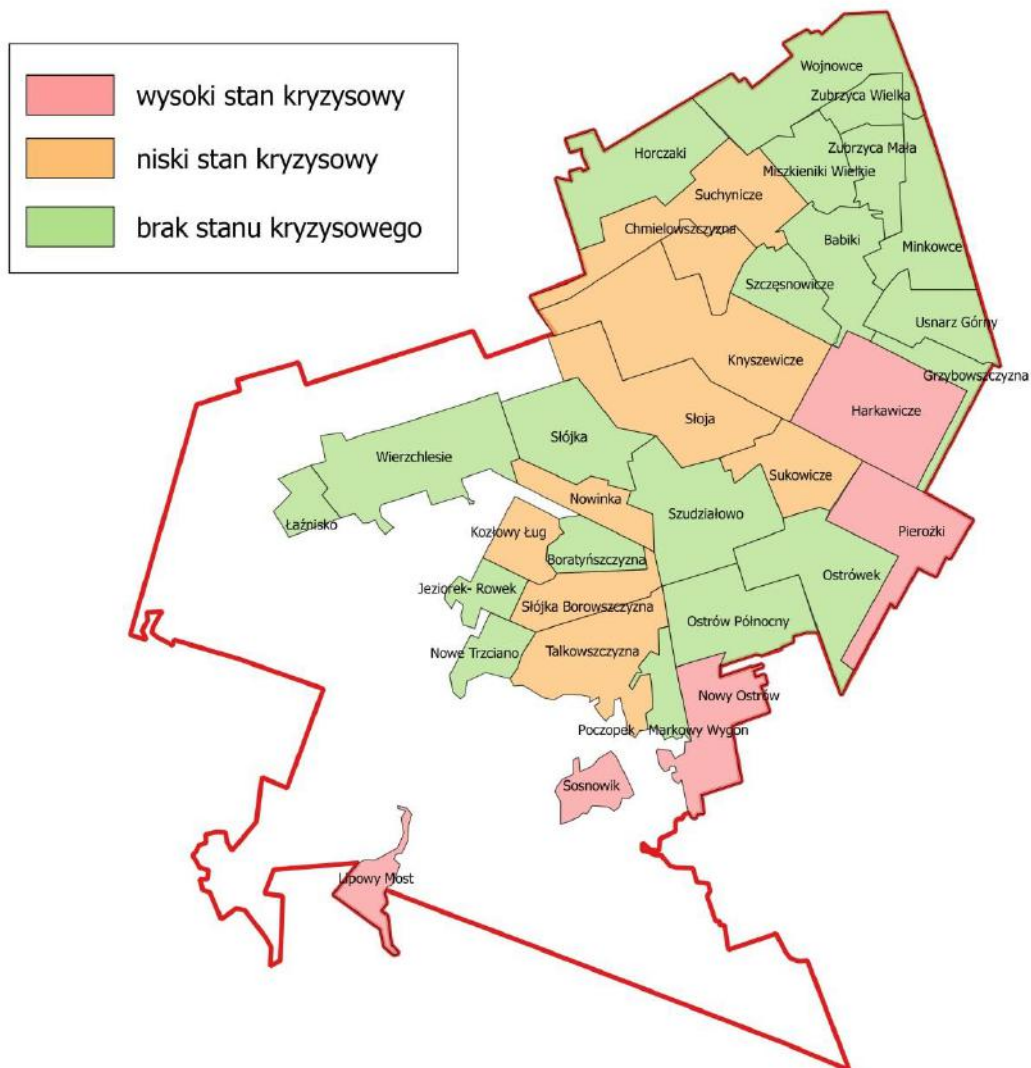 wysoki stan kryzysowy
niski stan kryzysowy
brak stanu kryzysowego
Wojnowce
Zubrzyca Wielka
Zubrzyca Mała
Horczaki
Miszkieniki Wielkie
Suchynicze
Chmielowszczyzna
Babiki
Minkowce
Szczęsnowicze
Usnarz Górny
Knyszewicze
Grzybowszczyzna
Harkawicze
Słoja
Słójka
Wierzchlesie
Sukowicze
Nowinka
Łaźnisko
Szudziałowo
Kozłowy Ług
Pierożki
Boratyńszczyzna
Ostrówek
Jeziorek- Rowek
Słójka Borowszczyzna
Ostrów Północny
Nowe Trzciano
Talkowszczyzna
Nowy Ostrów
Poczopek - Markowy Wygon
Sosnowik
Lipowy Most